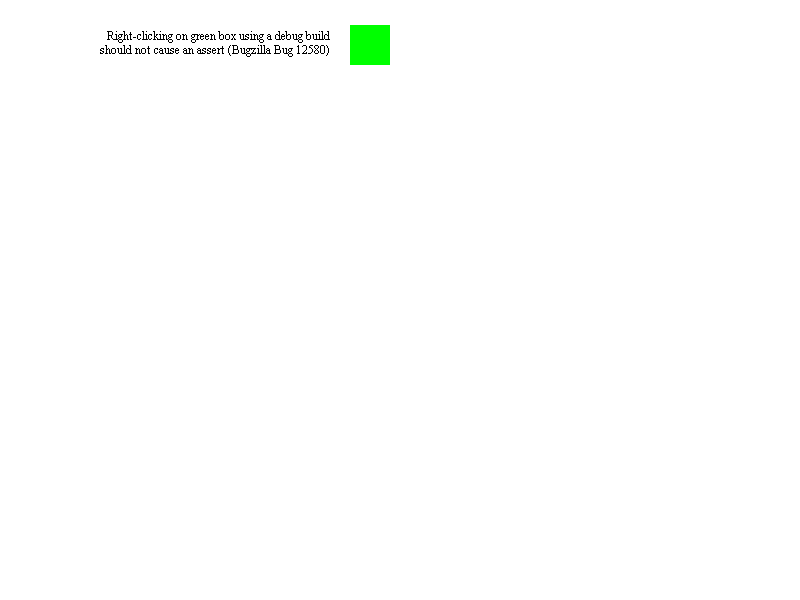 Right-clicking on green box using a debug build
should not cause an assert (Bugzilla Bug 12580)